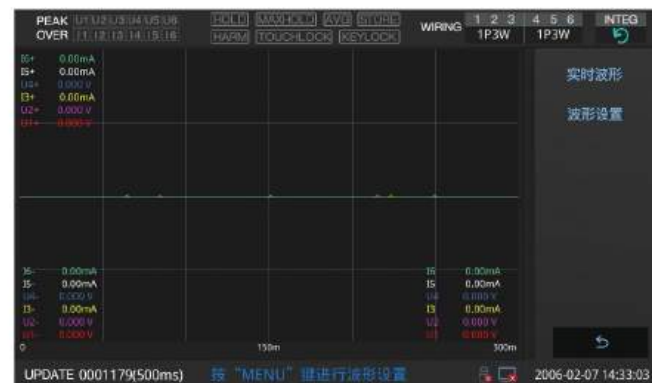 PEAK U1 U2 U3 U4 U5 U6 HOLD MAXHOLD AVG STORE WIRING 1 2 3 4 5 6 INTEG
OVER I1 I2 I3 I4 I5 I6 HARM TOUCHLOCK KEYLOCK 1P3W 1P3W
I6+ 0.00mA
I5+ 0.00mA
U4+ 0.000 V
I3+ 0.00mA
U2+ 0.000 V
U1+ 0.000 V
实时波形
波形设置
I6- 0.00mA I6 0.00mA
I5- 0.00mA I5 0.00mA
U4- 0.000 V U4 0.000 V
I3- 0.00mA I3 0.00mA
U2- 0.000 V U2 0.000 V
U1- 0.000 V U1 0.000 V
0 150m 300m
UPDATE 0001179(500ms) 按“MENU”键进行波形设置 2006-02-07 14:33:03